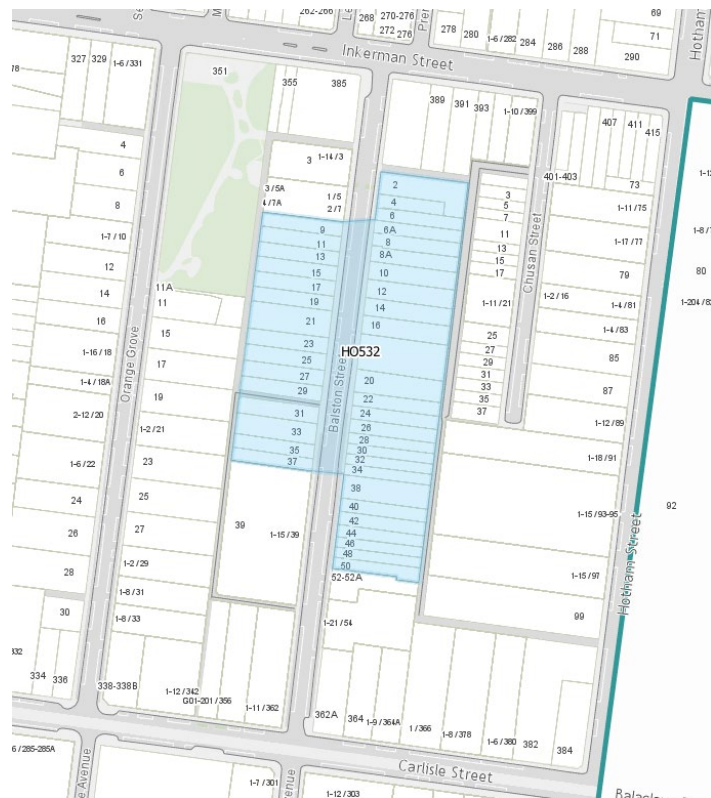 262-266
268
270-276
272
276
278
280
1-6 / 282
284
286
288
69
71
290
Hotham
Inkerman Street
327
329
1-6 / 331
351
355
385
389
391
393
1-10 / 399
407
411
415
4
6
8
1-7 / 10
12
14
16
1-16 / 18
1-4 / 18A
2-12 / 20
1-6 / 22
24
26
28
30
334
336
Orange Grove
11A
11
15
17
19
1-2 / 21
23
25
27
1-2 / 29
1-8 / 31
1-8 / 33
338-338B
1-12 / 342
G01-201 / 356
1-11 / 362
3
1-14 / 3
3 / 5A
1 / 5
2 / 7
9
11
13
15
17
19
21
23
25
27
29
31
33
35
37
39
1-15 / 39
HO532
Balston Street
2
4
6
6A
8
8A
10
12
14
16
20
22
24
26
28
30
32
34
38
40
42
44
46
48
50
52-52A
1-21 / 54
362A
364
1-9 / 364A
1 / 366
1-8 / 378
1-6 / 380
382
384
401-403
3
5
7
11
13
15
17
1-11 / 21
25
27
29
31
33
35
37
Chusan Street
73
1-11 / 75
1-17 / 77
79
1-2 / 16
1-4 / 81
1-4 / 83
85
87
1-12 / 89
1-18 / 91
1-15 / 93-95
1-15 / 97
99
80
92
Hotham Street
Carlisle Street
6 / 285-285A
Avenue
1-7 / 301
1-12 / 303